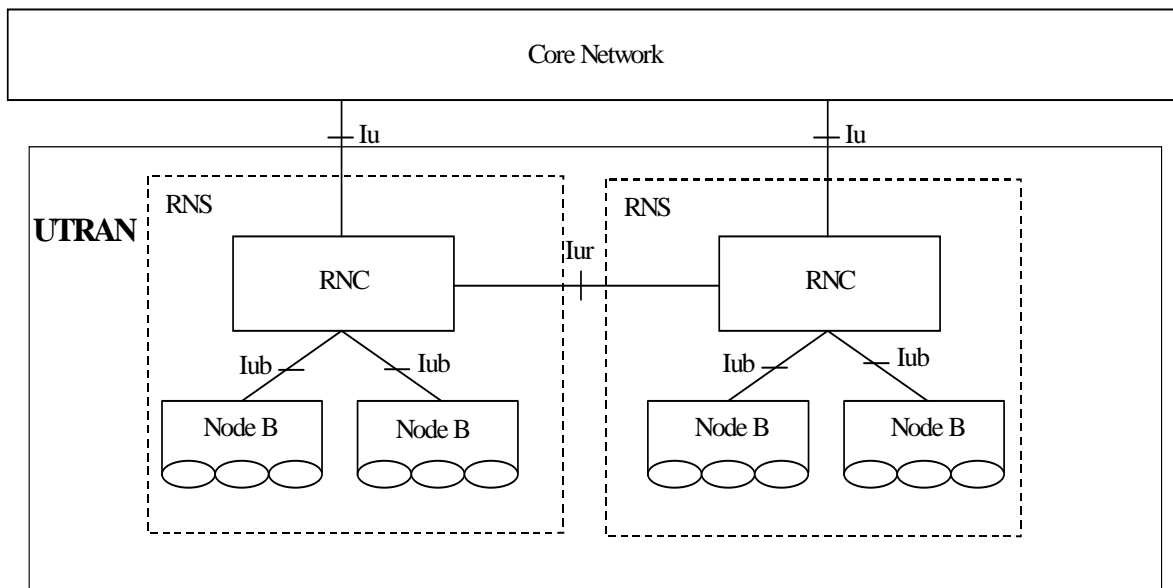 Core Network
Iu
Iu
RNS
RNS
UTRAN
Iur
RNC
RNC
Iub
Iub
Iub
Iub
Node B
Node B
Node B
Node B